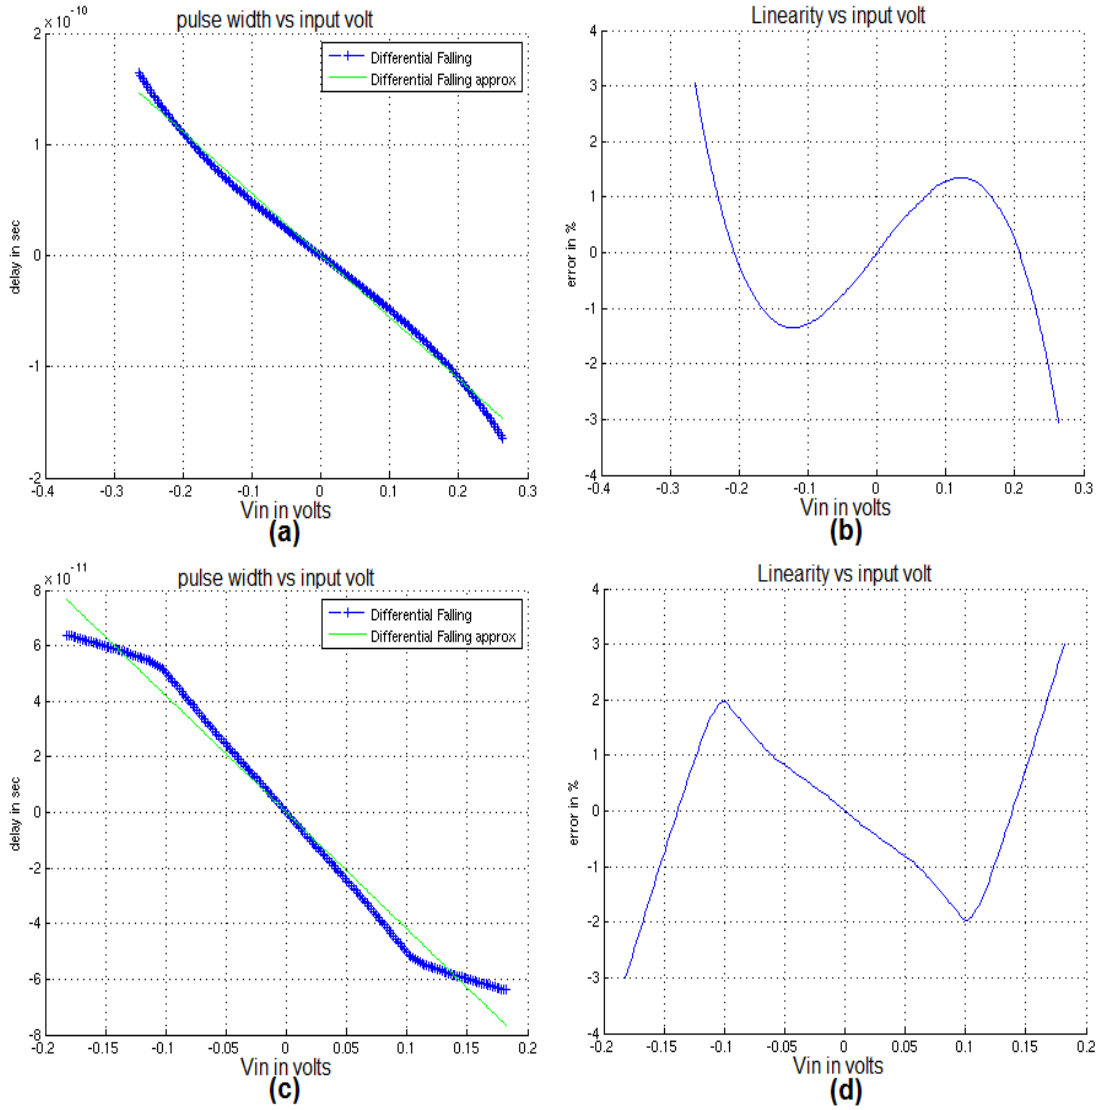 pulse width vs input volt
× 10⁻¹⁰
Differential Falling
Differential Falling approx
2
1
0
-1
-2
delay in sec
-0.4 -0.3 -0.2 -0.1 0 0.1 0.2 0.3
Vin in volts
(a)
Linearity vs input volt
4
3
2
1
0
-1
-2
-3
-4
error in %
-0.4 -0.3 -0.2 -0.1 0 0.1 0.2 0.3
Vin in volts
(b)
pulse width vs input volt
× 10⁻¹¹
Differential Falling
Differential Falling approx
8
6
4
2
0
-2
-4
-6
-8
delay in sec
-0.2 -0.15 -0.1 -0.05 0 0.05 0.1 0.15 0.2
Vin in volts
(c)
Linearity vs input volt
4
3
2
1
0
-1
-2
-3
-4
error in %
-0.2 -0.15 -0.1 -0.05 0 0.05 0.1 0.15 0.2
Vin in volts
(d)